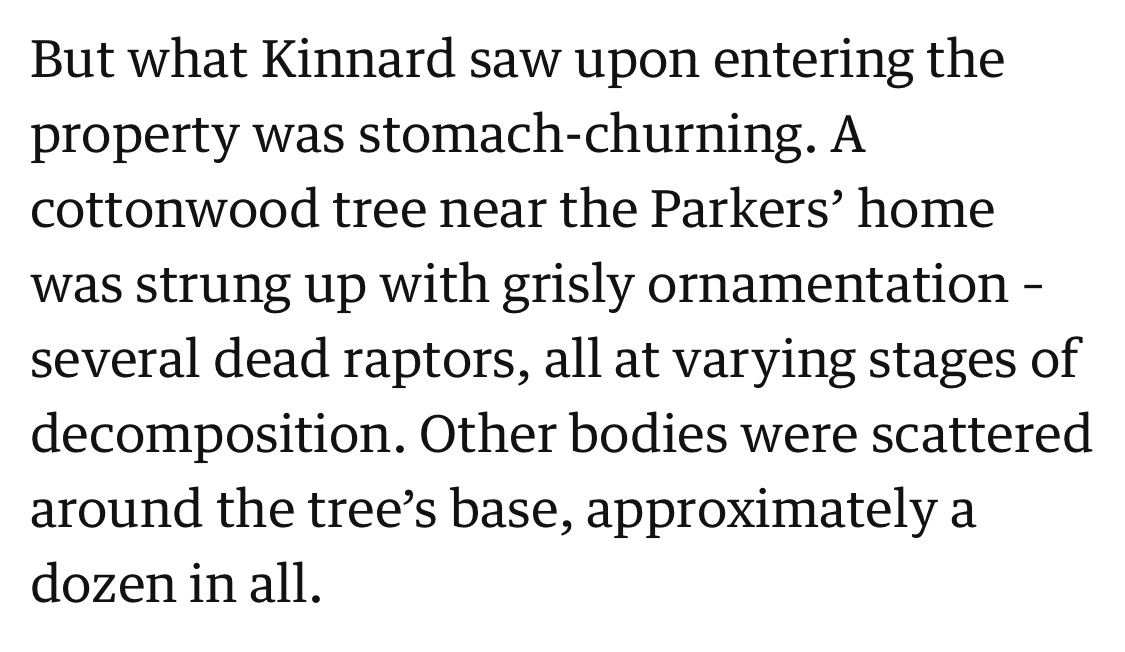 But what Kinnard saw upon entering the
property was stomach-churning. A
cottonwood tree near the Parkers’ home
was strung up with grisly ornamentation –
several dead raptors, all at varying stages of
decomposition. Other bodies were scattered
around the tree’s base, approximately a
dozen in all.